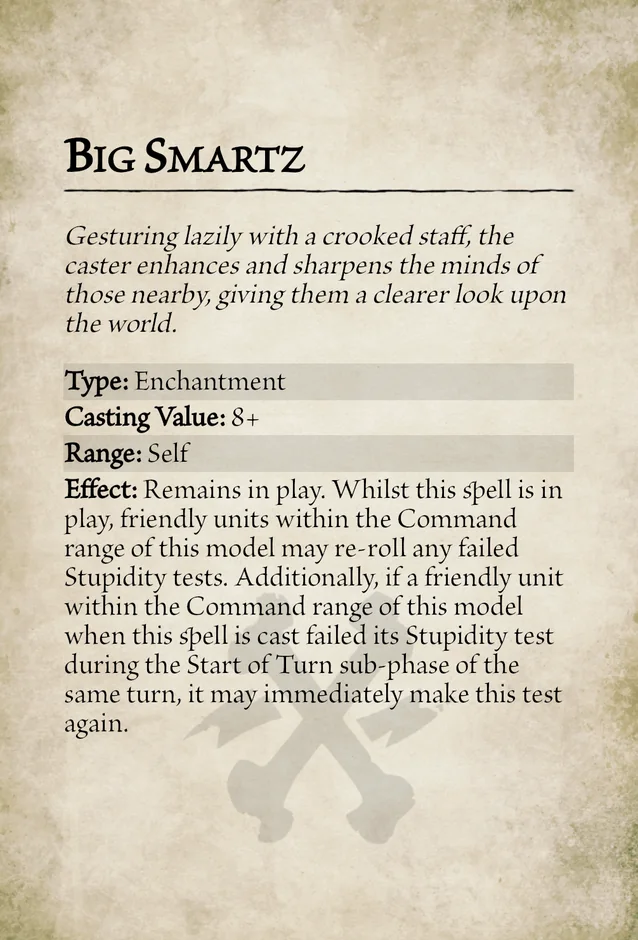 Big Smartz
Gesturing lazily with a crooked staff, the
caster enhances and sharpens the minds of
those nearby, giving them a clearer look upon
the world.
Type: Enchantment
Casting Value: 8+
Range: Self
Effect: Remains in play. Whilst this spell is in
play, friendly units within the Command
range of this model may re-roll any failed
Stupidity tests. Additionally, if a friendly unit
within the Command range of this model
when this spell is cast failed its Stupidity test
during the Start of Turn sub-phase of the
same turn, it may immediately make this test
again.